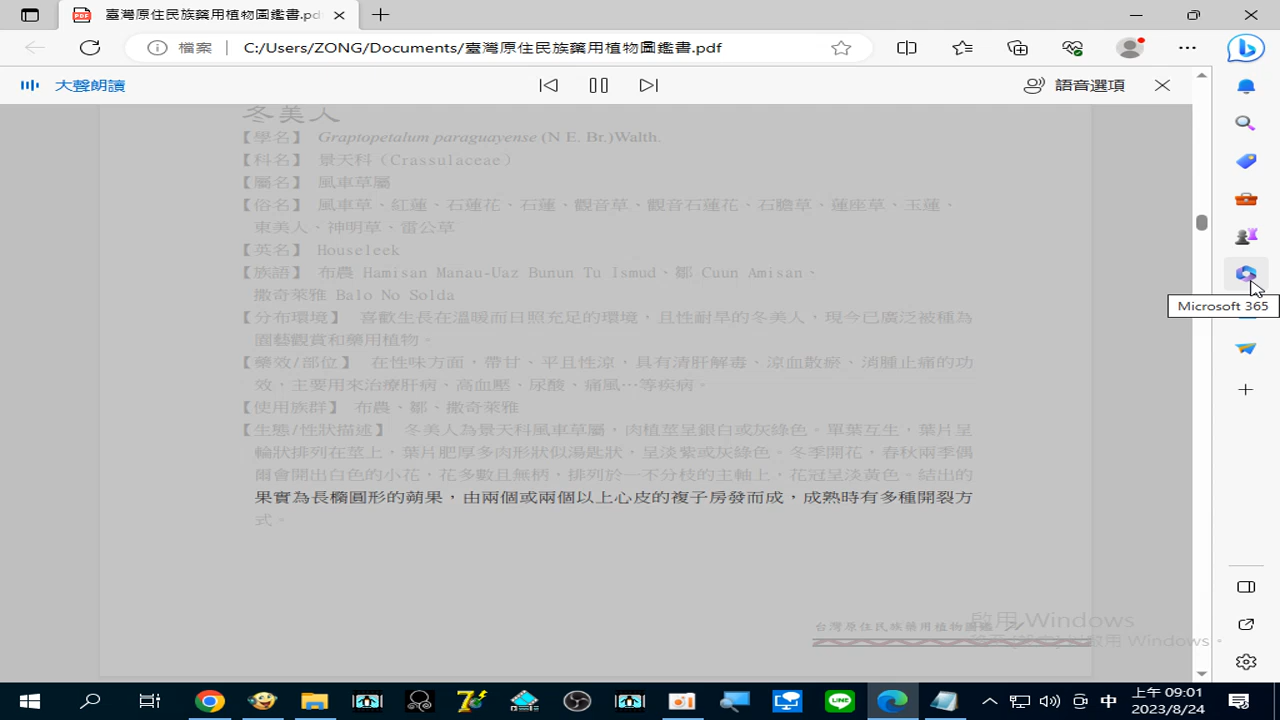 臺灣原住民族藥用植物圖鑑書.pdf
檔案 C:/Users/ZONG/Documents/臺灣原住民族藥用植物圖鑑書.pdf
大聲朗讀
語音選項
冬美人
【學名】 Graptopetalum paraguayense (N E. Br.)Walth.
【科名】 景天科（Crassulaceae）
【屬名】 風車草屬
【俗名】 風車草、紅蓮、石蓮花、石蓮、觀音草、觀音石蓮花、石膽草、蓮座草、玉蓮、
東美人、神明草、雷公草
【英名】 Houseleek
【族語】 布農 Hamisan Manau-Uaz Bunun Tu Ismud、鄒 Cuun Amisan、
撒奇萊雅 Balo No Solda
【分布環境】 喜歡生長在溫暖而日照充足的環境，且性耐旱的冬美人，現今已廣泛被種為
園藝觀賞和藥用植物。
【藥效/部位】 在性味方面，帶甘、平且性涼，具有清肝解毒、涼血散瘀、消腫止痛的功
效，主要用來治療肝病、高血壓、尿酸、痛風…等疾病。
【使用族群】 布農、鄒、撒奇萊雅
【生態/性狀描述】 冬美人為景天科風車草屬，肉植莖呈銀白或灰綠色。單葉互生，葉片呈
輪狀排列在莖上，葉片肥厚多肉形狀似湯匙狀，呈淡紫或灰綠色。冬季開花，春秋兩季偶
爾會開出白色的小花，花多數且無柄，排列於一不分枝的主軸上，花冠呈淡黃色。結出的
果實為長橢圓形的蒴果，由兩個或兩個以上心皮的複子房發而成，成熟時有多種開裂方
式。
台灣原住民族藥用植物圖鑑
啟用 Windows
啟用 Windows。
Microsoft 365
中
上午 09:01
2023/8/24